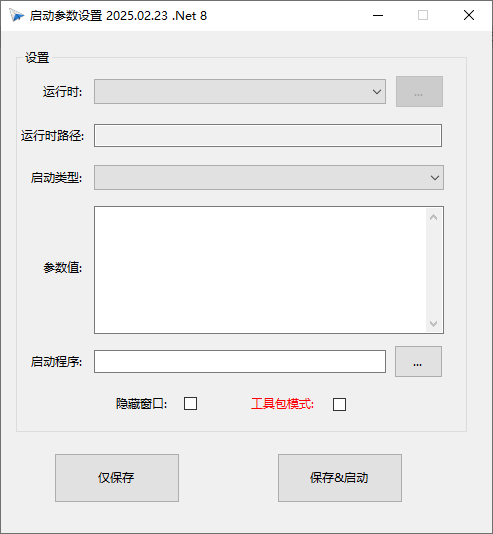 启动参数设置 2025.02.23 .Net 8
设置
运行时:
...
运行时路径:
启动类型:
参数值:
启动程序:
...
隐藏窗口:
工具包模式:
仅保存
保存&启动